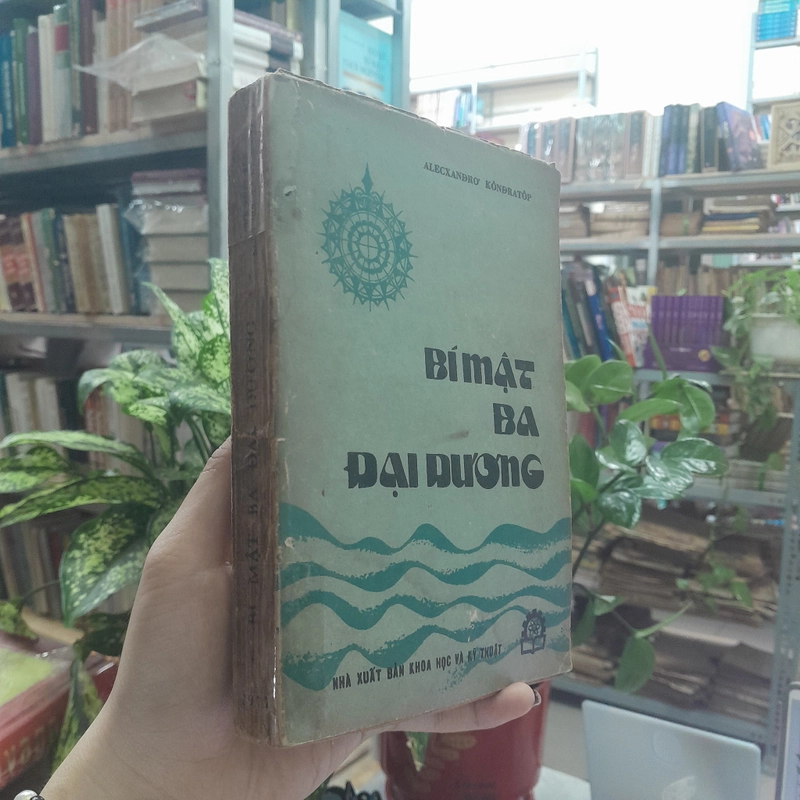 ALECXANĐRƠ KÔNĐRATÔP
BÍ MẬT
BA
ĐẠI DƯƠNG
NHÀ XUẤT BẢN KHOA HỌC VÀ KỸ THUẬT
BÍ MẬT BA ĐẠI DƯƠNG